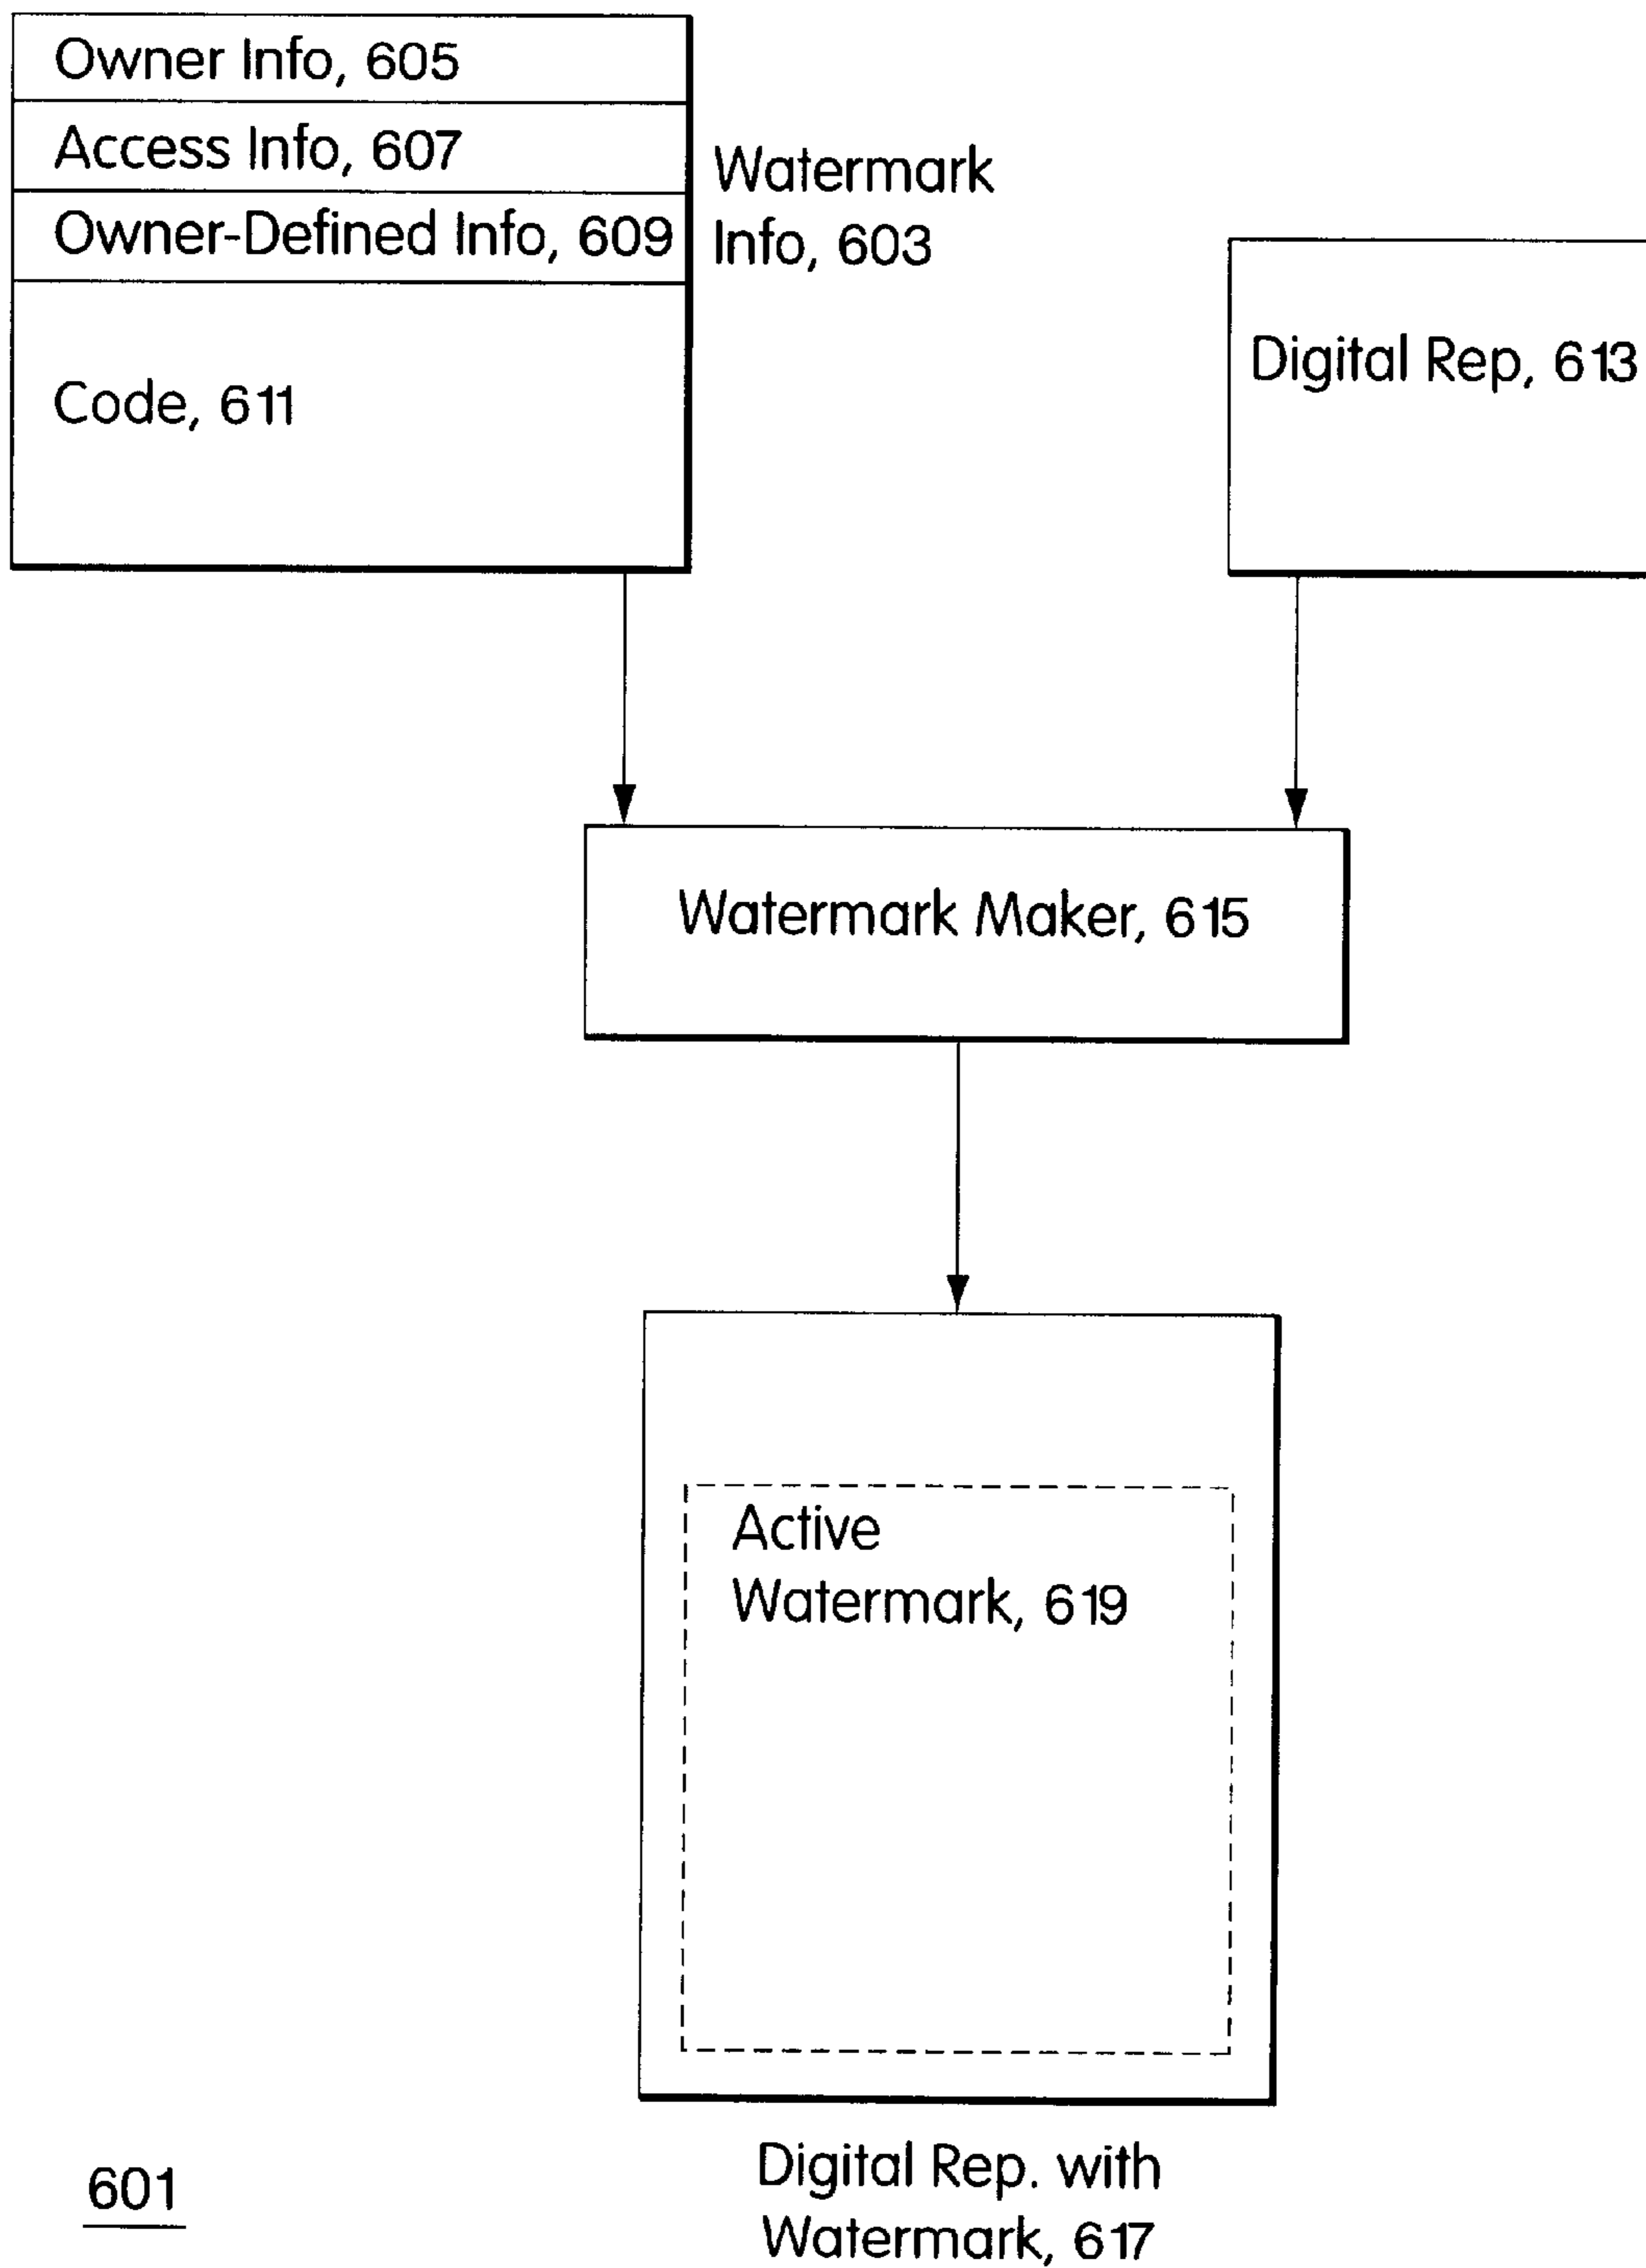 Owner Info, 605
Access Info, 607
Owner-Defined Info, 609
Code, 611
Watermark
Info, 603
Digital Rep, 613
Watermark Maker, 615
Active
Watermark, 619
Digital Rep. with
Watermark, 617
601